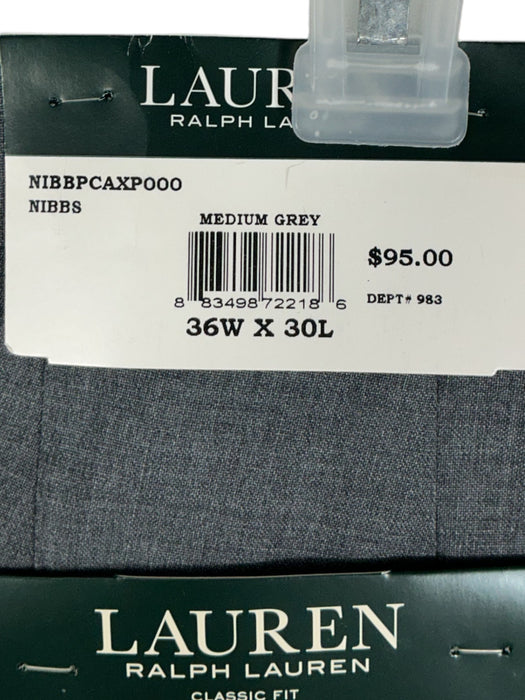 LAUR
RALPH LA
NIBBPCAXP000
NIBBS
MEDIUM GREY
$95.00
8 83498 72218 6
DEPT# 983
36W X 30L
LAUREN
RALPH LAUREN
CLASSIC FIT